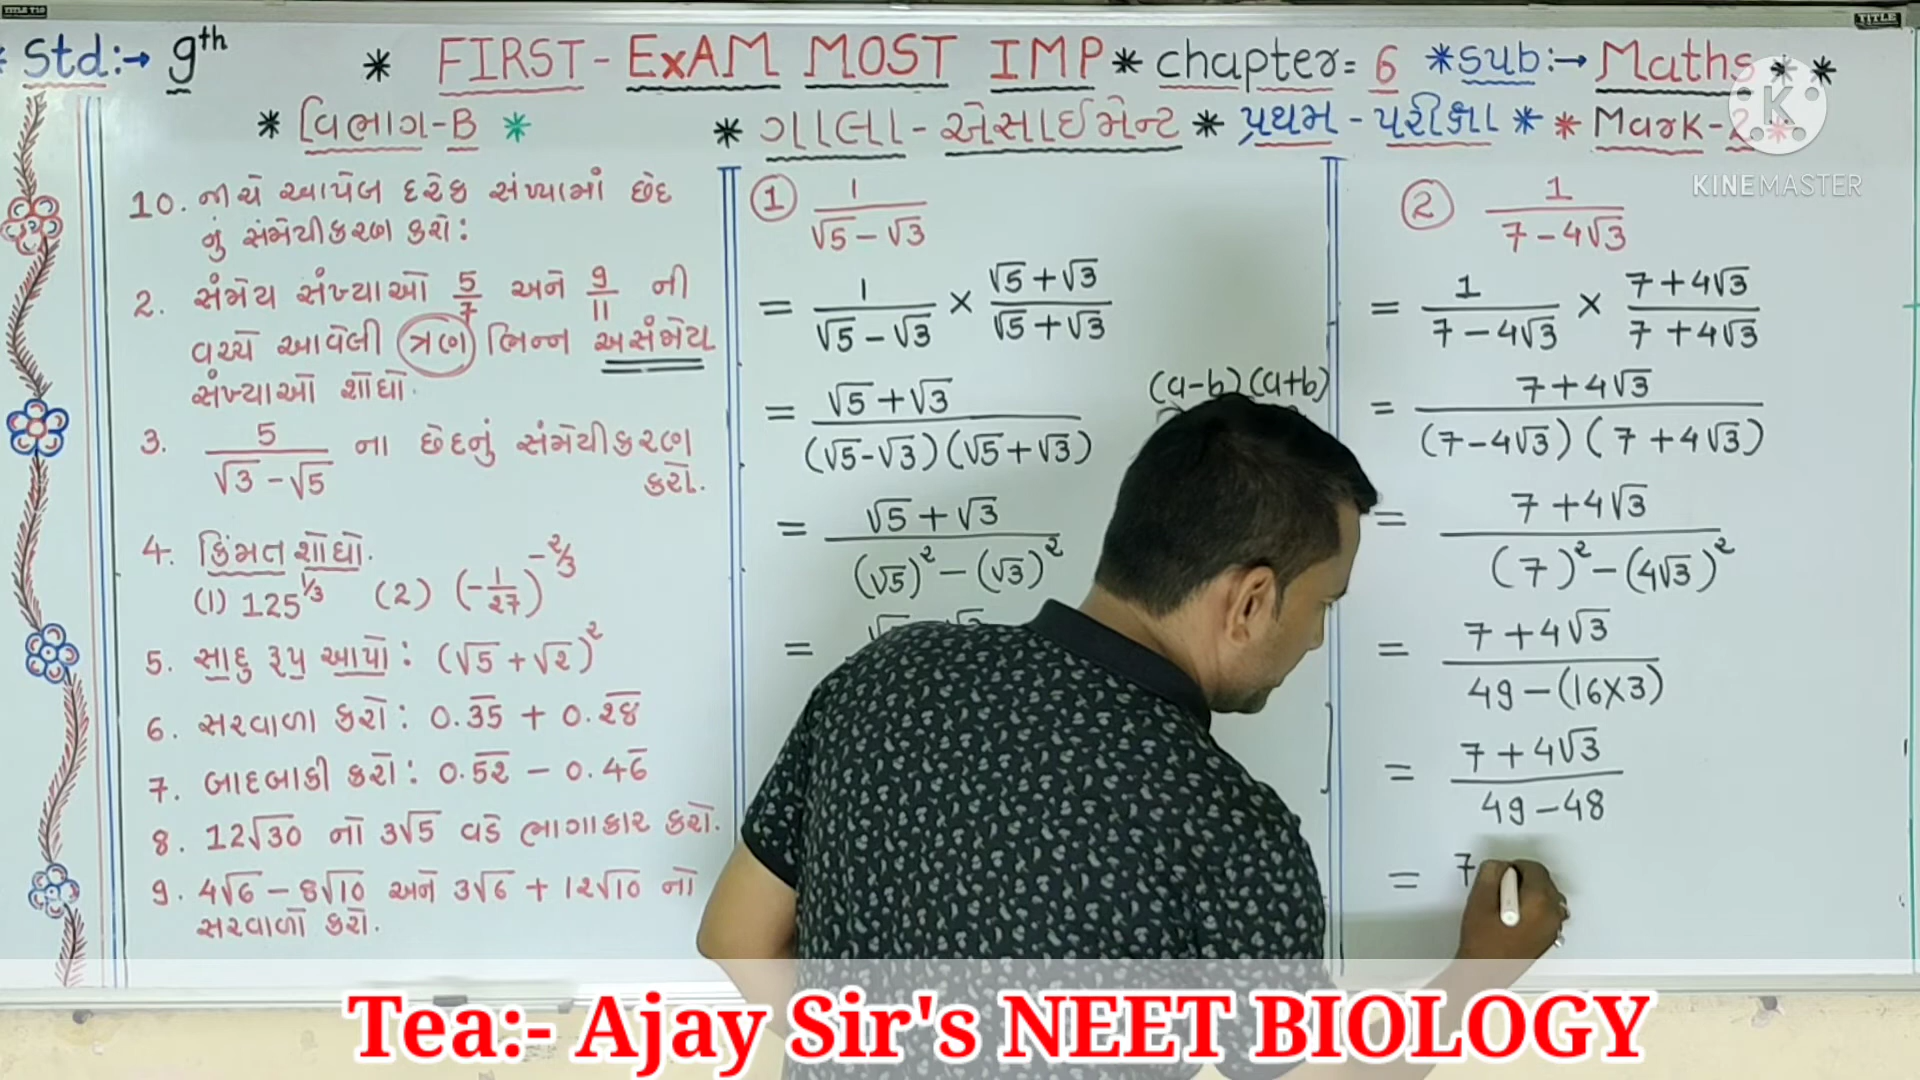 TITLE T10
TITLE
* Std:→ 9th
* FIRST - EXAM MOST IMP * chapter = 6 * sub:→ Maths * *
* વિભાગ-B *
* ગાલા - એસાઈમેન્ટ * પ્રથમ - પરીક્ષા * * Mark-2 *
K
KINEMASTER
10. નીચે આપેલ દરેક સંખ્યામાં છેદ
નું સંમેયીકરણ કરો:
2. સંમેય સંખ્યાઓ 5/7 અને 9/11 ની
વચ્ચે આવેલી ત્રણ ભિન્ન અસંમેય
સંખ્યાઓ શોધો.
3. 5/(√3 - √5) ના છેદનું સંમેયીકરણ
કરો.
4. કિંમત શોધો.
(1) 125^(1/3) (2) (-1/27)^(-2/3)
5. સાદુ રૂપ આપો: (√5 + √2)²
6. સરવાળા કરો: 0.3̅5̅ + 0.2̅8̅
7. બાદબાકી કરો: 0.5̅2̅ - 0.46̅
8. 12√30 નો 3√5 વડે ભાગાકાર કરો.
9. 4√6 - 8√10 અને 3√6 + 12√10 નો
સરવાળો કરો.
① 1/(√5 - √3)
= 1/(√5 - √3) × (√5 + √3)/(√5 + √3)
(a-b)(a+b)
= (√5 + √3)/((√5-√3)(√5+√3))
= (√5 + √3)/((√5)² - (√3)²)
=
② 1/(7 - 4√3)
= 1/(7 - 4√3) × (7 + 4√3)/(7 + 4√3)
= (7 + 4√3)/((7-4√3)(7+4√3))
= (7 + 4√3)/((7)² - (4√3)²)
= (7 + 4√3)/(49 - (16×3))
= (7 + 4√3)/(49 - 48)
= 7
Tea:- Ajay Sir's NEET BIOLOGY